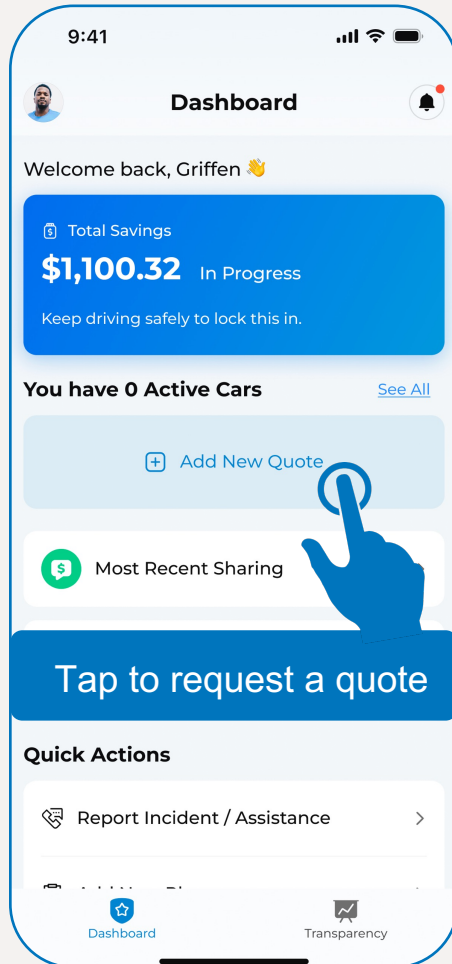 9:41
Dashboard
Welcome back, Griffen 👋
Total Savings
$1,100.32 In Progress
Keep driving safely to lock this in.
You have 0 Active Cars See All
Add New Quote
Most Recent Sharing
Tap to request a quote
Quick Actions
Report Incident / Assistance
Dashboard Transparency